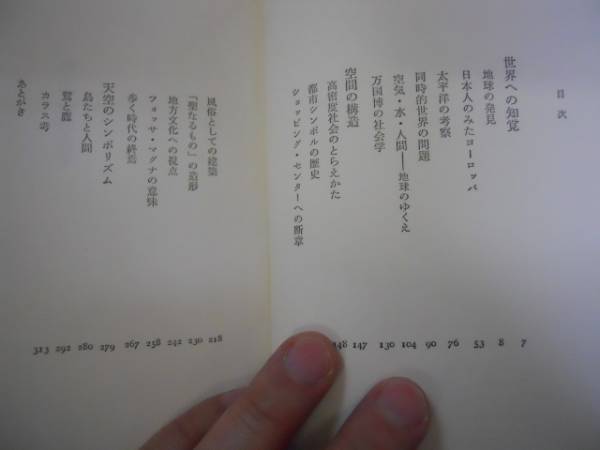 目次
世界への知覚 7
地球の発見 8
日本人のみたヨーロッパ 53
太平洋の考察 76
同時的世界の問題 90
空気・水・人間——地球のゆくえ 104
万国博の社会学 130
空間の構造 147
高密度社会のとらえかた 148
都市シンボルの歴史
ショッピング・センターへの断章
風俗としての建築 218
「聖なるもの」の造形 230
地方文化への視点 242
フォッサ・マグナの意味 258
歩く時代の終焉 267
天空のシンボリズム 279
鳥たちと人間 280
292
カラス考 313
あとがき